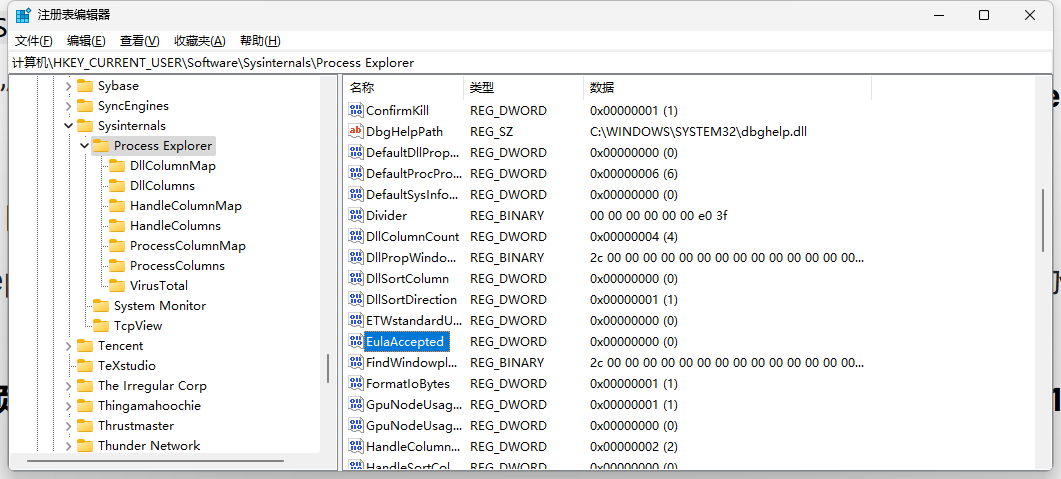 注册表编辑器
文件(F) 编辑(E) 查看(V) 收藏夹(A) 帮助(H)
计算机\HKEY_CURRENT_USER\Software\Sysinternals\Process Explorer
Sybase
SyncEngines
Sysinternals
Process Explorer
DllColumnMap
DllColumns
HandleColumnMap
HandleColumns
ProcessColumnMap
ProcessColumns
VirusTotal
System Monitor
TcpView
Tencent
TeXstudio
The Irregular Corp
Thingamahoochie
Thrustmaster
Thunder Network
名称 类型 数据
ConfirmKill REG_DWORD 0x00000001 (1)
DbgHelpPath REG_SZ C:\WINDOWS\SYSTEM32\dbghelp.dll
DefaultDllProp... REG_DWORD 0x00000000 (0)
DefaultProcPro... REG_DWORD 0x00000006 (6)
DefaultSysInfo... REG_DWORD 0x00000000 (0)
Divider REG_BINARY 00 00 00 00 00 00 e0 3f
DllColumnCount REG_DWORD 0x00000004 (4)
DllPropWindo... REG_BINARY 2c 00 00 00 00 00 00 00 00 00 00 00 00 00 00...
DllSortColumn REG_DWORD 0x00000000 (0)
DllSortDirection REG_DWORD 0x00000001 (1)
ETWstandardU... REG_DWORD 0x00000000 (0)
EulaAccepted REG_DWORD 0x00000000 (0)
FindWindowpl... REG_BINARY 2c 00 00 00 00 00 00 00 00 00 00 00 00 00 00...
FormatIoBytes REG_DWORD 0x00000001 (1)
GpuNodeUsag... REG_DWORD 0x00000001 (1)
GpuNodeUsag... REG_DWORD 0x00000000 (0)
HandleColumn... REG_DWORD 0x00000002 (2)
HandleSortCol... REG_DWORD 0x00000000 (0)